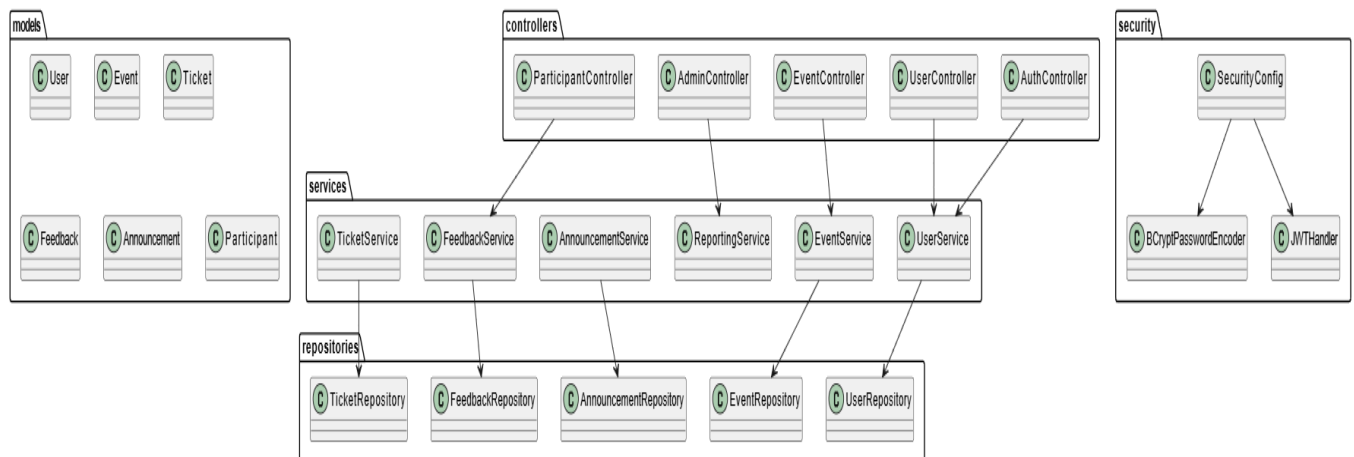 models
C User
C Event
C Ticket
C Feedback
C Announcement
C Participant
controllers
C ParticipantController
C AdminController
C EventController
C UserController
C AuthController
services
C TicketService
C FeedbackService
C AnnouncementService
C ReportingService
C EventService
C UserService
repositories
C TicketRepository
C FeedbackRepository
C AnnouncementRepository
C EventRepository
C UserRepository
security
C SecurityConfig
C BCryptPasswordEncoder
C JWTHandler